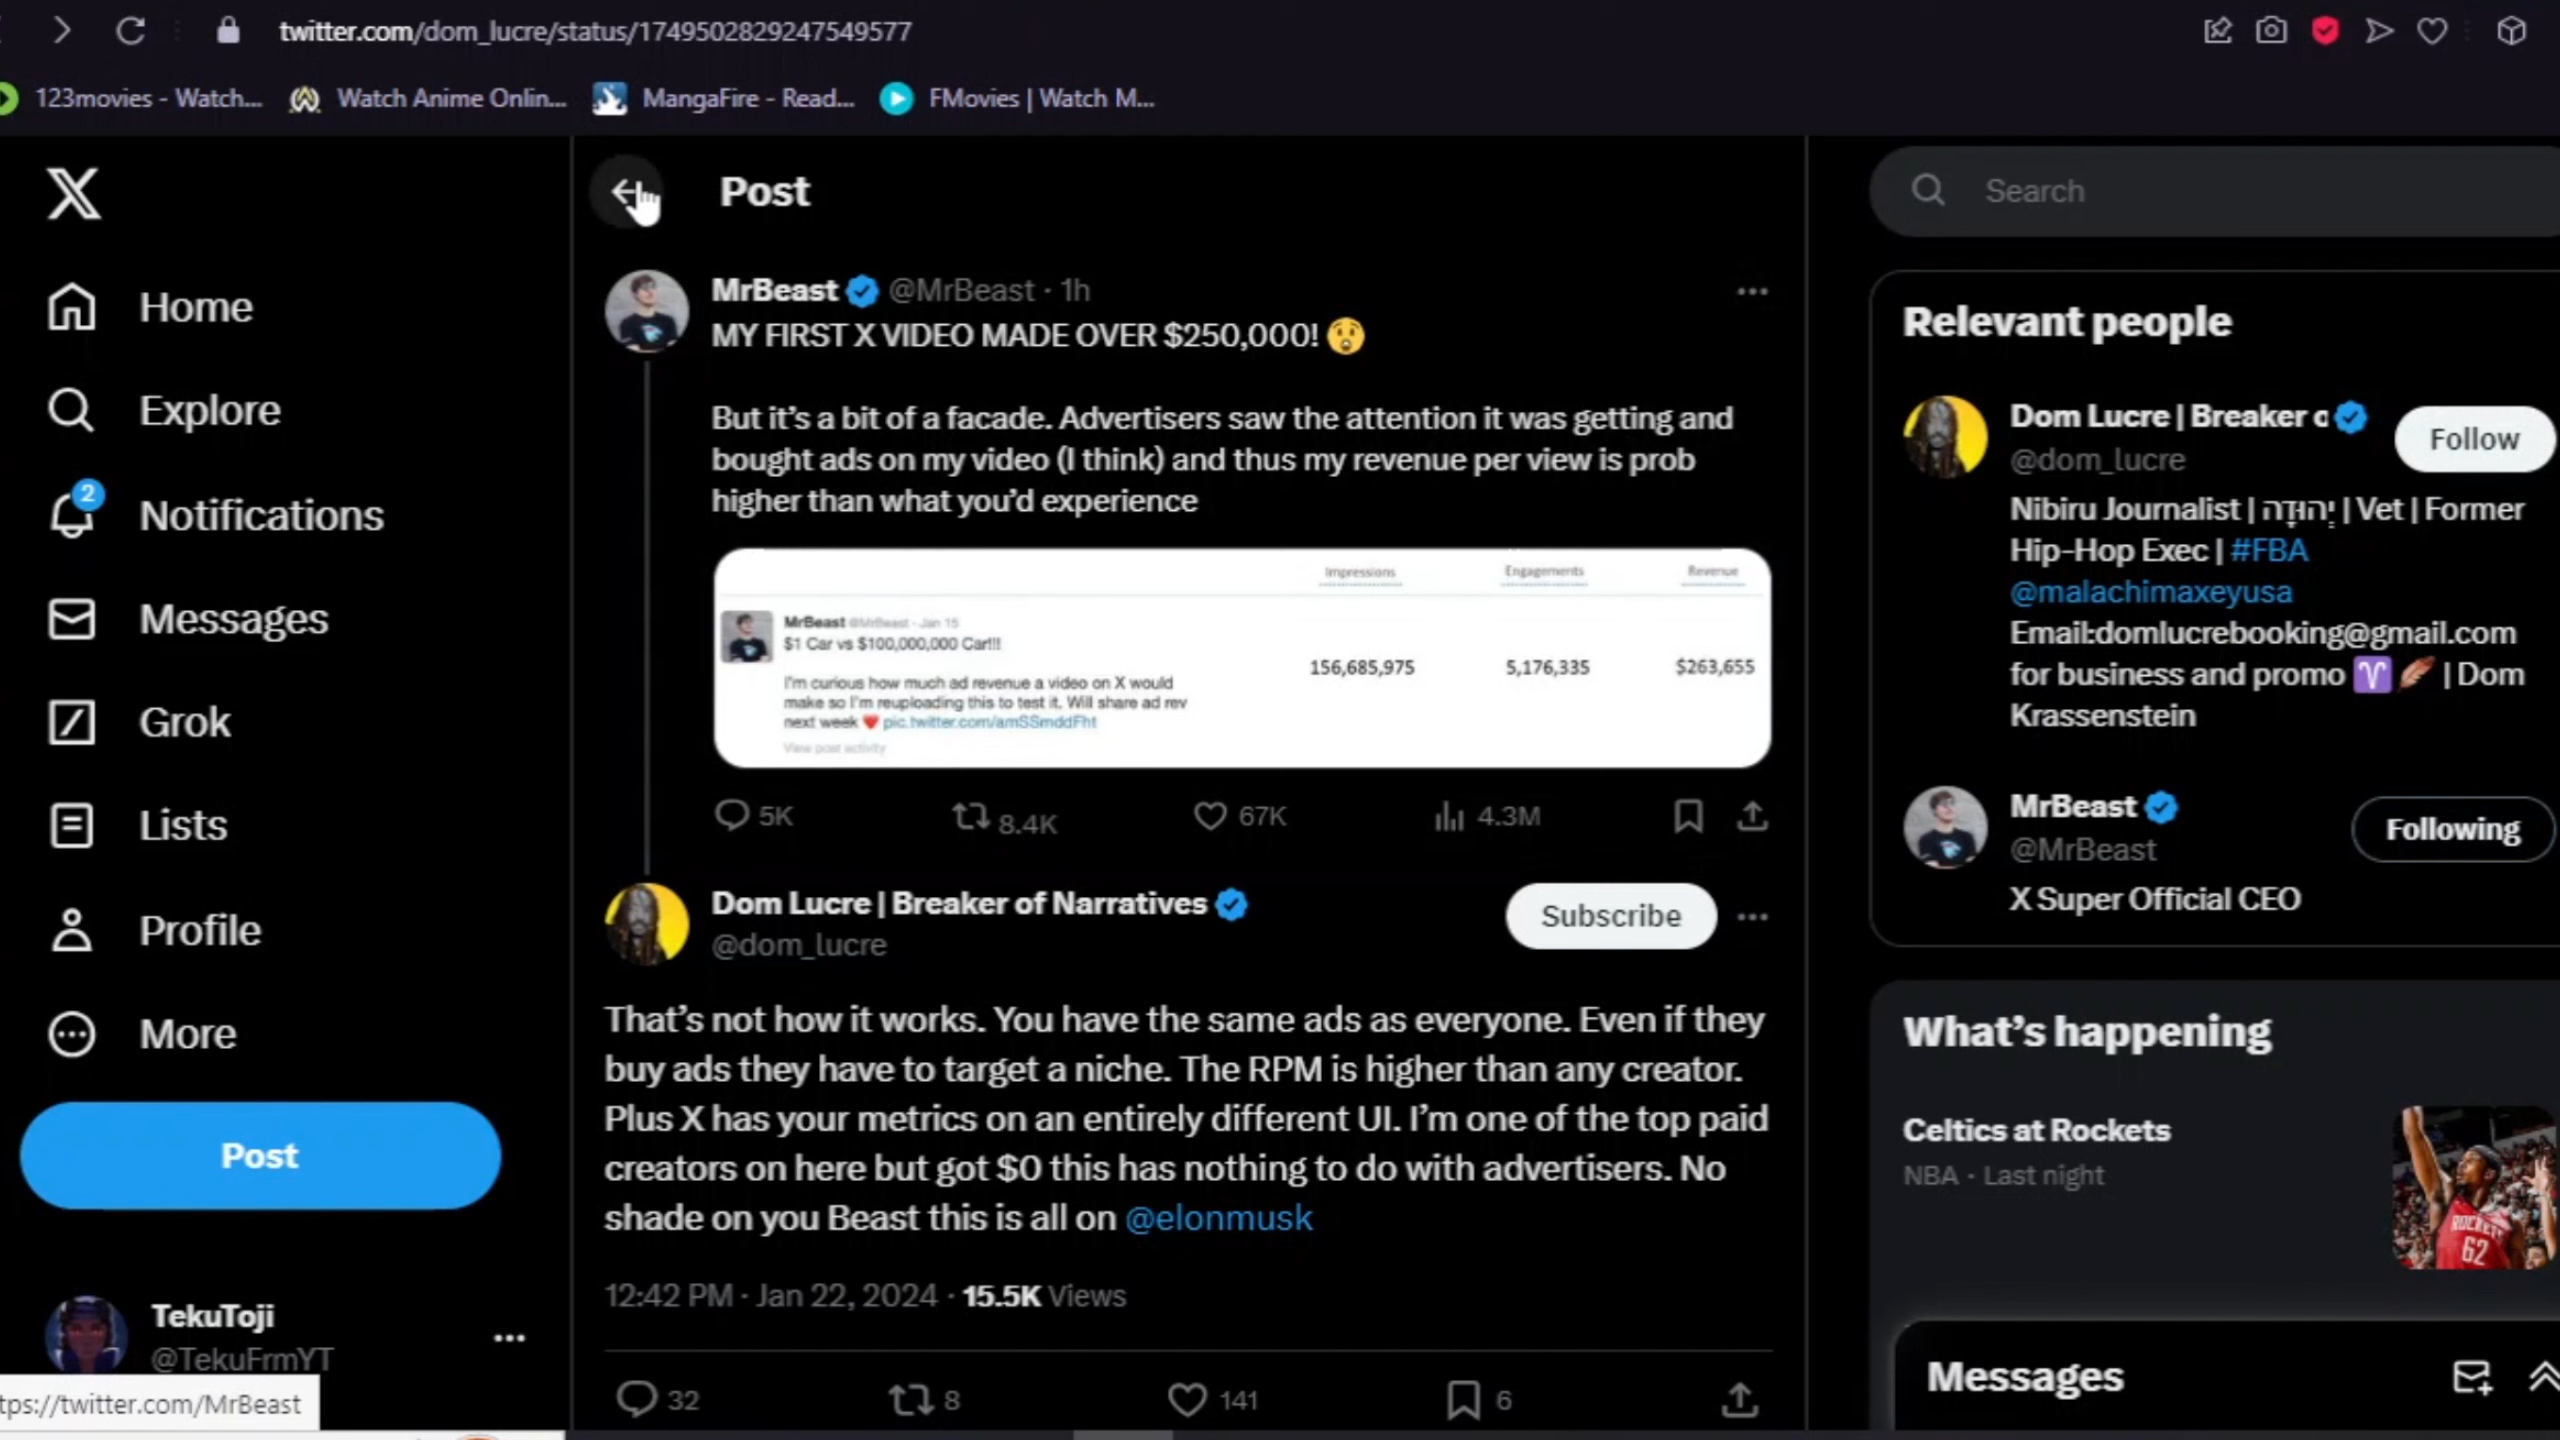 twitter.com/dom_lucre/status/1749502829247549577
123movies - Watch...
Watch Anime Onlin...
MangaFire - Read...
FMovies | Watch M...
Home
Explore
2
Notifications
Messages
Grok
Lists
Profile
More
Post
TekuToji
@TekuFrmYT
tps://twitter.com/MrBeast
Post
MrBeast @MrBeast · 1h
MY FIRST X VIDEO MADE OVER $250,000! 😲
But it's a bit of a facade. Advertisers saw the attention it was getting and
bought ads on my video (I think) and thus my revenue per view is prob
higher than what you'd experience
Impressions Engagements Revenue
MrBeast @MrBeast · Jan 15
$1 Car vs $100,000,000 Car!!!
I'm curious how much ad revenue a video on X would
make so I'm reuploading this to test it. Will share ad rev
next week ❤️ pic.twitter.com/amSSmddFht
View post activity
156,685,975 5,176,335 $263,655
5K 8.4K 67K 4.3M
Dom Lucre | Breaker of Narratives
@dom_lucre
Subscribe
That's not how it works. You have the same ads as everyone. Even if they
buy ads they have to target a niche. The RPM is higher than any creator.
Plus X has your metrics on an entirely different UI. I'm one of the top paid
creators on here but got $0 this has nothing to do with advertisers. No
shade on you Beast this is all on @elonmusk
12:42 PM · Jan 22, 2024 · 15.5K Views
32 8 141 6
Search
Relevant people
Dom Lucre | Breaker o
@dom_lucre
Follow
Nibiru Journalist | יְהוּדָה | Vet | Former
Hip-Hop Exec | #FBA
@malachimaxeyusa
Email:domlucrebooking@gmail.com
for business and promo ♈🪶 | Dom
Krassenstein
MrBeast
@MrBeast
Following
X Super Official CEO
What's happening
Celtics at Rockets
NBA · Last night
ROCKETS
62
Messages